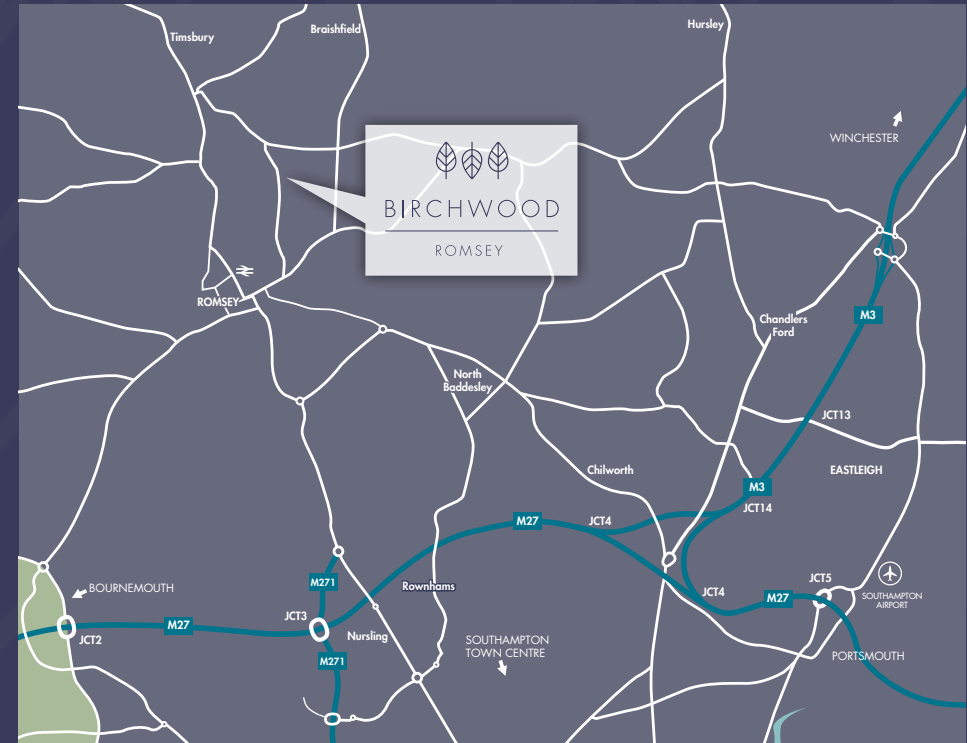 Timsbury
Braishfield
Hursley
WINCHESTER
BIRCHWOOD
ROMSEY
ROMSEY
M3
Chandlers
Ford
North
Baddesley
JCT13
Chilworth
EASTLEIGH
M3
JCT14
M27
JCT4
M271
BOURNEMOUTH
Rownhams
JCT4
M27
JCT5
SOUTHAMPTON
AIRPORT
JCT3
M27
JCT2
Nursling
M271
SOUTHAMPTON
TOWN CENTRE
PORTSMOUTH